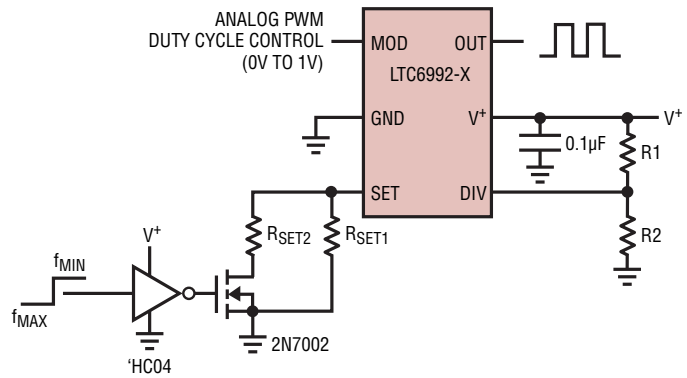 ANALOG PWM
DUTY CYCLE CONTROL
(0V TO 1V)
MOD
OUT
LTC6992-X
GND
V+
V+
0.1µF
R1
SET
DIV
RSET2
RSET1
R2
V+
fMIN
fMAX
2N7002
‘HC04